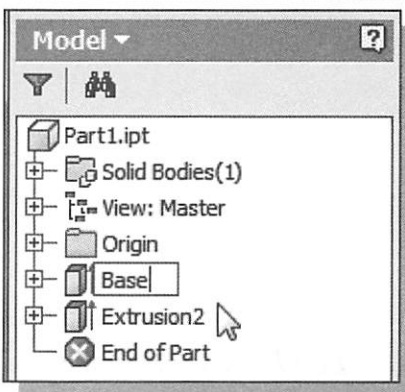 Model
Part1.ipt
Solid Bodies(1)
View: Master
Origin
Base
Extrusion2
End of Part